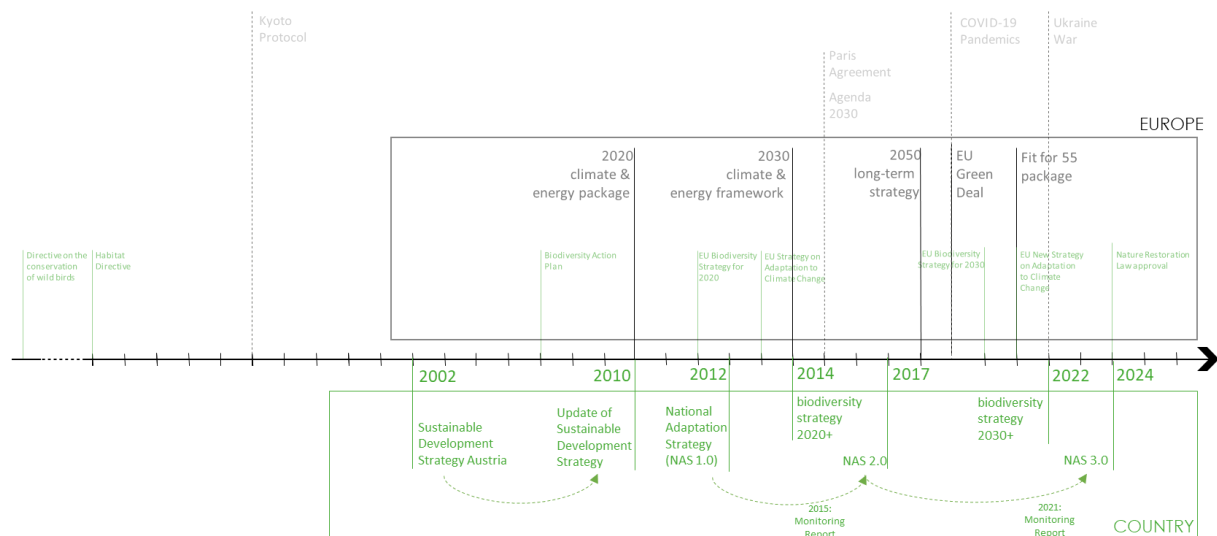 Kyoto
Protocol
COVID-19
Pandemics
Ukraine
War
Paris
Agreement
Agenda
2030
EUROPE
2020
climate &
energy package
2030
climate &
energy framework
2050
long-term
strategy
EU
Green
Deal
Fit for 55
package
Directive on the
conservation
of wild birds
Habitat
Directive
Biodiversity Action
Plan
EU Biodiversity
Strategy for
2020
EU Strategy on
Adaptation to
Climate Change
EU Biodiversity
Strategy for 2030
EU New Strategy
on Adaptation
to Climate
Change
Nature Restoration
Law approval
2002
2010
2012
2014
2017
2022
2024
Sustainable
Development
Strategy Austria
Update of
Sustainable
Development
Strategy
National
Adaptation
Strategy
(NAS 1.0)
biodiversity
strategy
2020+
NAS 2.0
biodiversity
strategy
2030+
NAS 3.0
2015:
Monitoring
Report
2021:
Monitoring
Report
COUNTRY